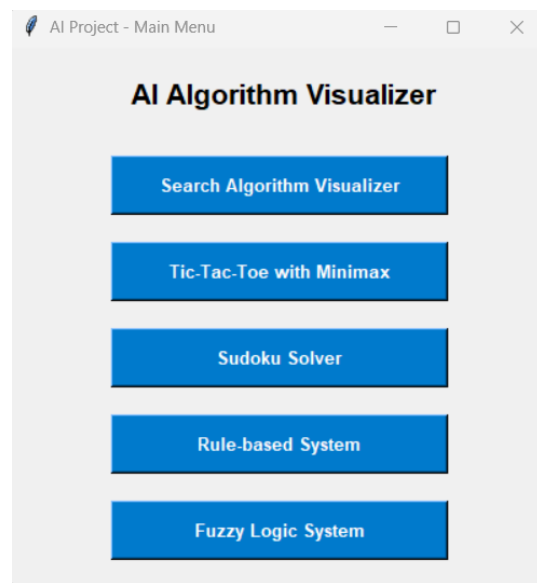 AI Project - Main Menu
AI Algorithm Visualizer
Search Algorithm Visualizer
Tic-Tac-Toe with Minimax
Sudoku Solver
Rule-based System
Fuzzy Logic System